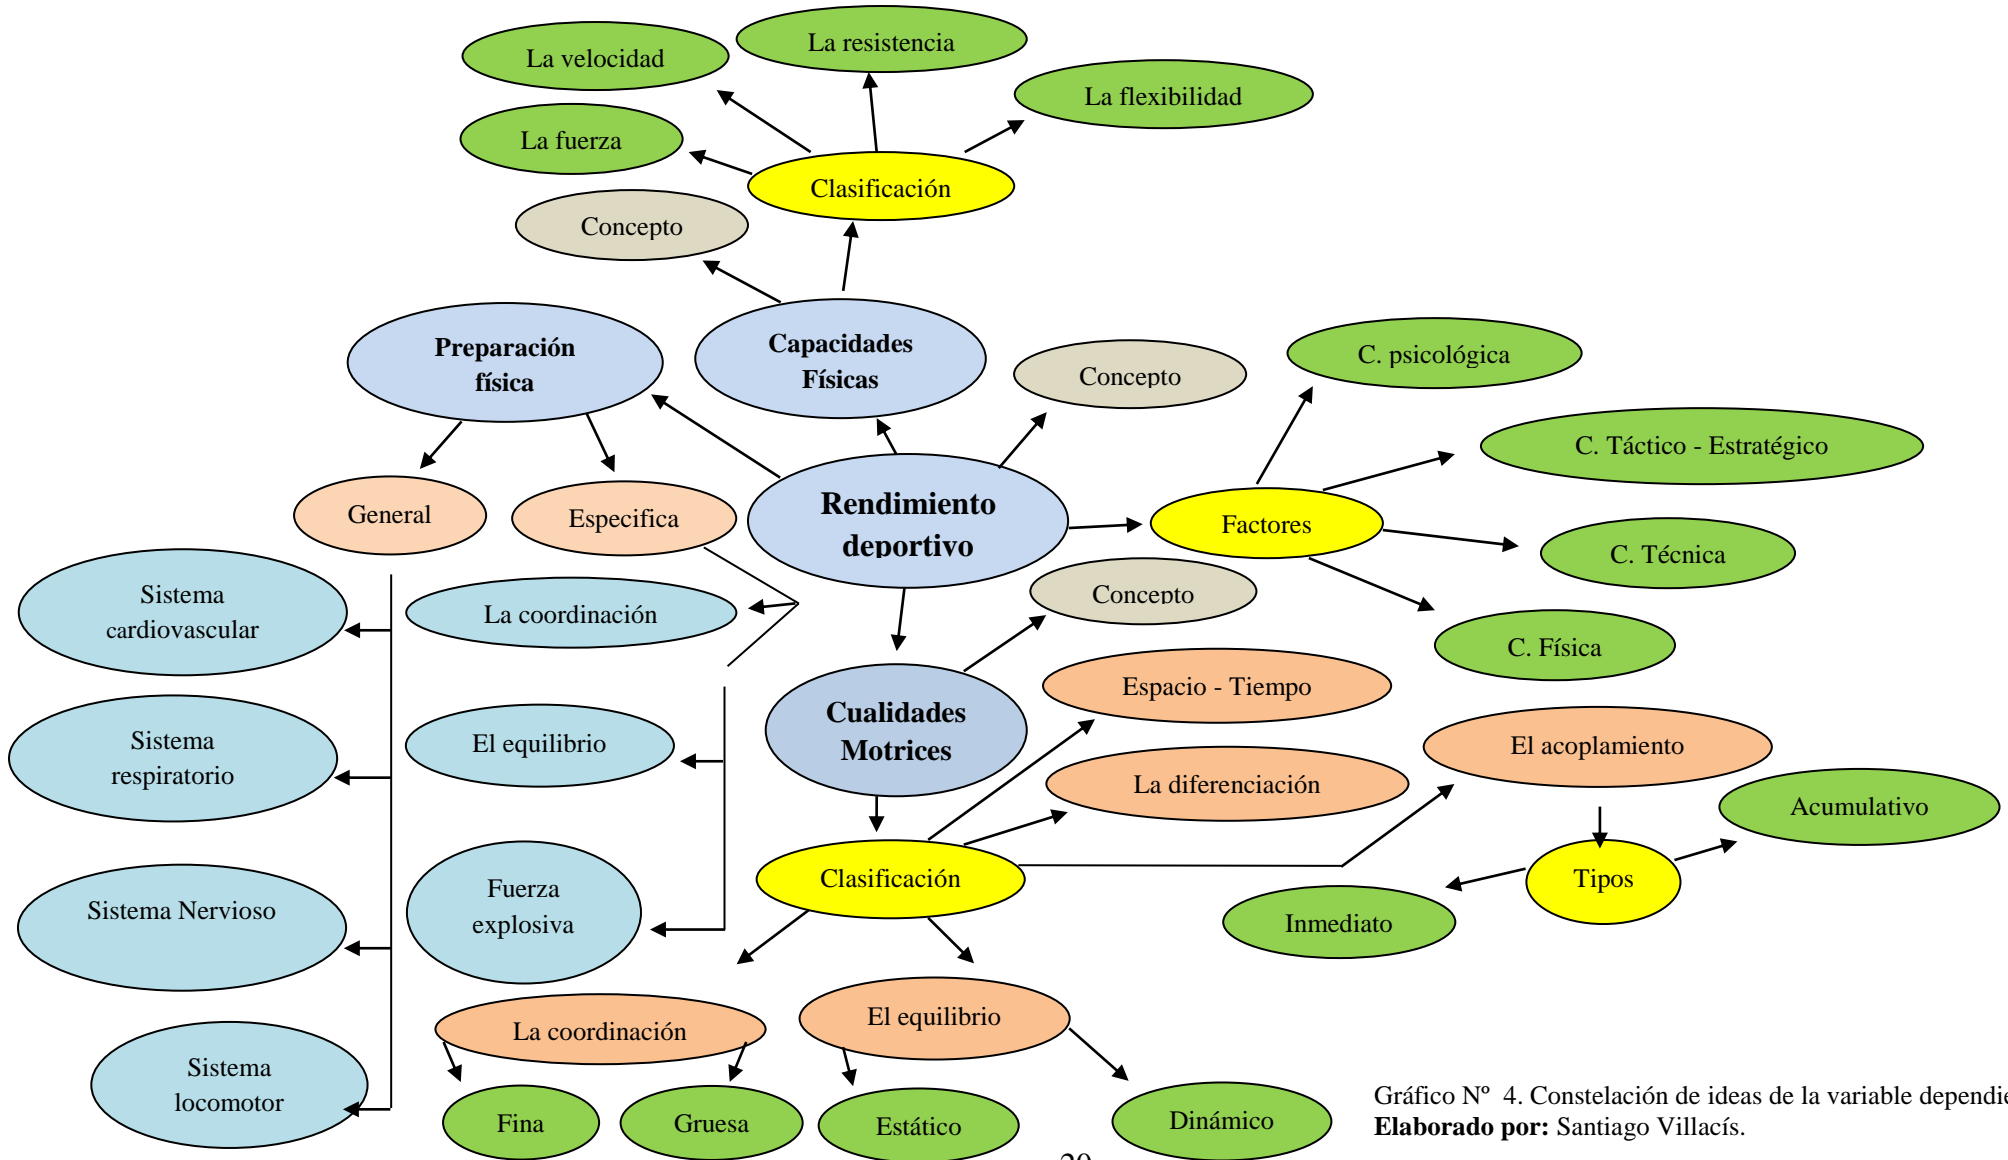 La velocidad
La resistencia
La flexibilidad
La fuerza
Clasificación
Concepto
Preparación
física
Capacidades
Físicas
Concepto
C. psicológica
C. Táctico - Estratégico
General
Especifica
Rendimiento
deportivo
Factores
C. Técnica
Sistema
cardiovascular
La coordinación
Concepto
C. Física
Espacio - Tiempo
Cualidades
Motrices
Sistema
respiratorio
El equilibrio
El acoplamiento
La diferenciación
Acumulativo
Clasificación
Tipos
Sistema Nervioso
Fuerza
explosiva
Inmediato
La coordinación
El equilibrio
Sistema
locomotor
Fina
Gruesa
Estático
Dinámico
Gráfico Nº 4. Constelación de ideas de la variable
Elaborado por: Santiago Villacís.